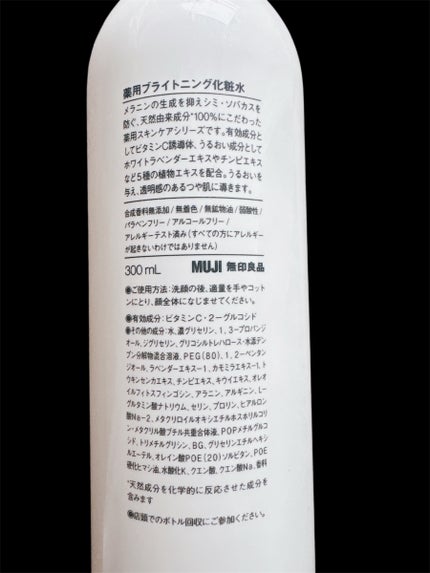 薬用ブライトニング化粧水
メラニンの生成を抑えシミ・ソバカスを
防ぐ、天然由来成分*100%にこだわった
薬用スキンケアシリーズです。有効成分と
してビタミンC誘導体、うるおい成分として
ホワイトラベンダーエキスやチンピエキス
など5種の植物エキスを配合。うるおいを
与え、透明感のあるつや肌に導きます。
合成香料無添加/無着色/無鉱物油/弱酸性/
パラベンフリー/アルコールフリー/
アレルギーテスト済み(すべての方にアレルギー
が起きないわけではありません)
300mL MUJI 無印良品
●ご使用方法:洗顔の後、適量を手やコット
ンにとり、顔全体になじませてください。
●有効成分:ビタミンC・2-グルコシド
●その他の成分:水、濃グリセリン、1,3-プロパンジ
オール、ジグリセリン、グリコシルトレハロース・水添デン
プン分解物混合溶液、PEG(80)、1,2-ペンタン
ジオール、ラベンダーエキス-1、カモミラエキス-1、ト
ウキンセンカエキス、チンピエキス、キウイエキス、オレオ
イルフィトスフィンゴシン、アラニン、アルギニン、L-
グルタミン酸ナトリウム、セリン、プロリン、ヒアルロン
酸Na-2、メタクリロイルオキシエチルホスホリルコリ
ン・メタクリル酸ブチル共重合体液、POPメチルグルコ
シド、トリメチルグリシン、BG、グリセリンエチルヘキシ
ルエーテル、オレイン酸POE(20)ソルビタン、POE
硬化ヒマシ油、水酸化K、クエン酸、クエン酸Na、香料
*天然成分を化学的に反応させた成分を
含みます
●店頭でのボトル回収にご参加ください。